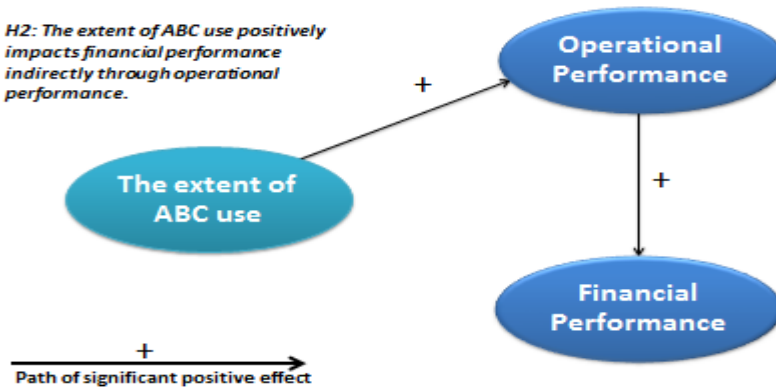 H2: The extent of ABC use positively
impacts financial performance
indirectly through operational
performance.
Operational
Performance
+
The extent of
ABC use
+
Financial
Performance
+
Path of significant positive effect